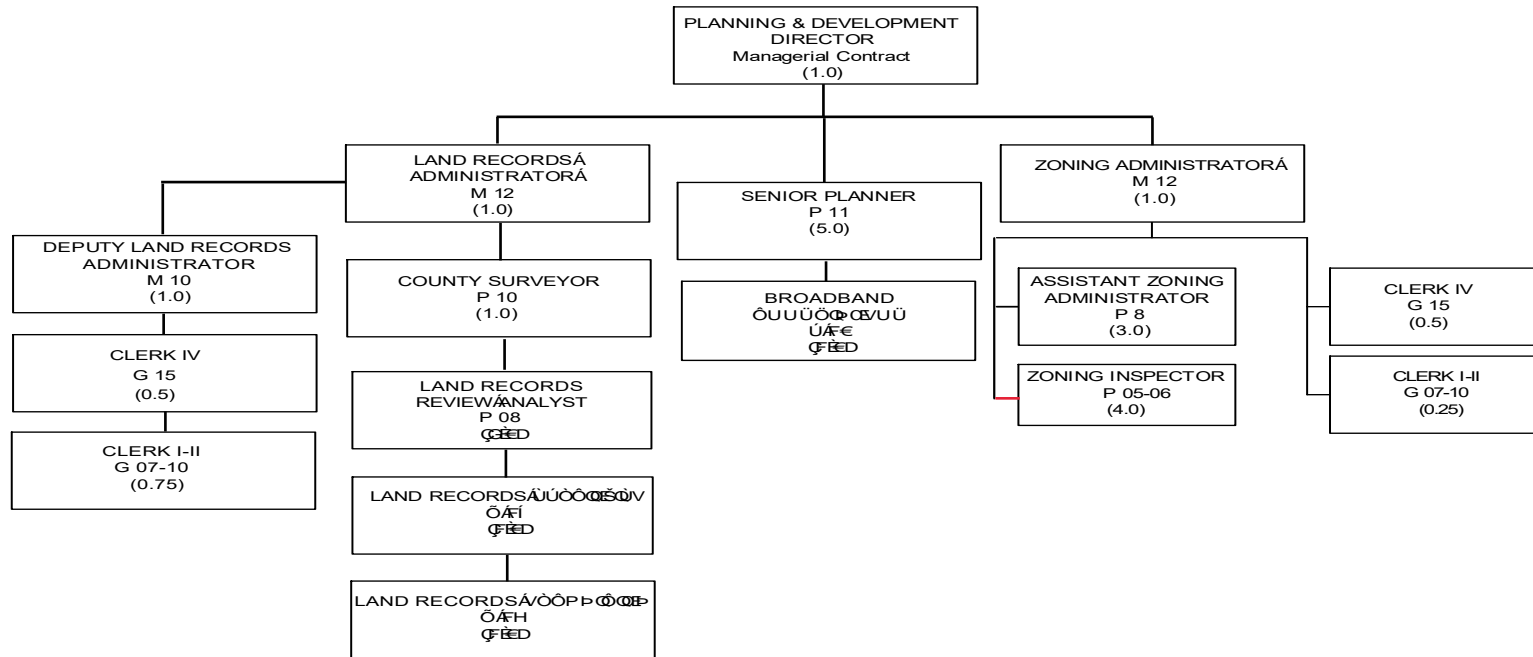 PLANNING & DEVELOPMENT
DIRECTOR
Managerial Contract
(1.0)
LAND RECORDS
ADMINISTRATOR
M 12
(1.0)
SENIOR PLANNER
P 11
(5.0)
ZONING ADMINISTRATOR
M 12
(1.0)
DEPUTY LAND RECORDS
ADMINISTRATOR
M 10
(1.0)
COUNTY SURVEYOR
P 10
(1.0)
BROADBAND
ASSISTANT ZONING
ADMINISTRATOR
P 8
(3.0)
CLERK IV
G 15
(0.5)
CLERK IV
G 15
(0.5)
LAND RECORDS
REVIEW ANALYST
P 08
ZONING INSPECTOR
P 05-06
(4.0)
CLERK I-II
G 07-10
(0.25)
CLERK I-II
G 07-10
(0.75)
LAND RECORDS
LAND RECORDS